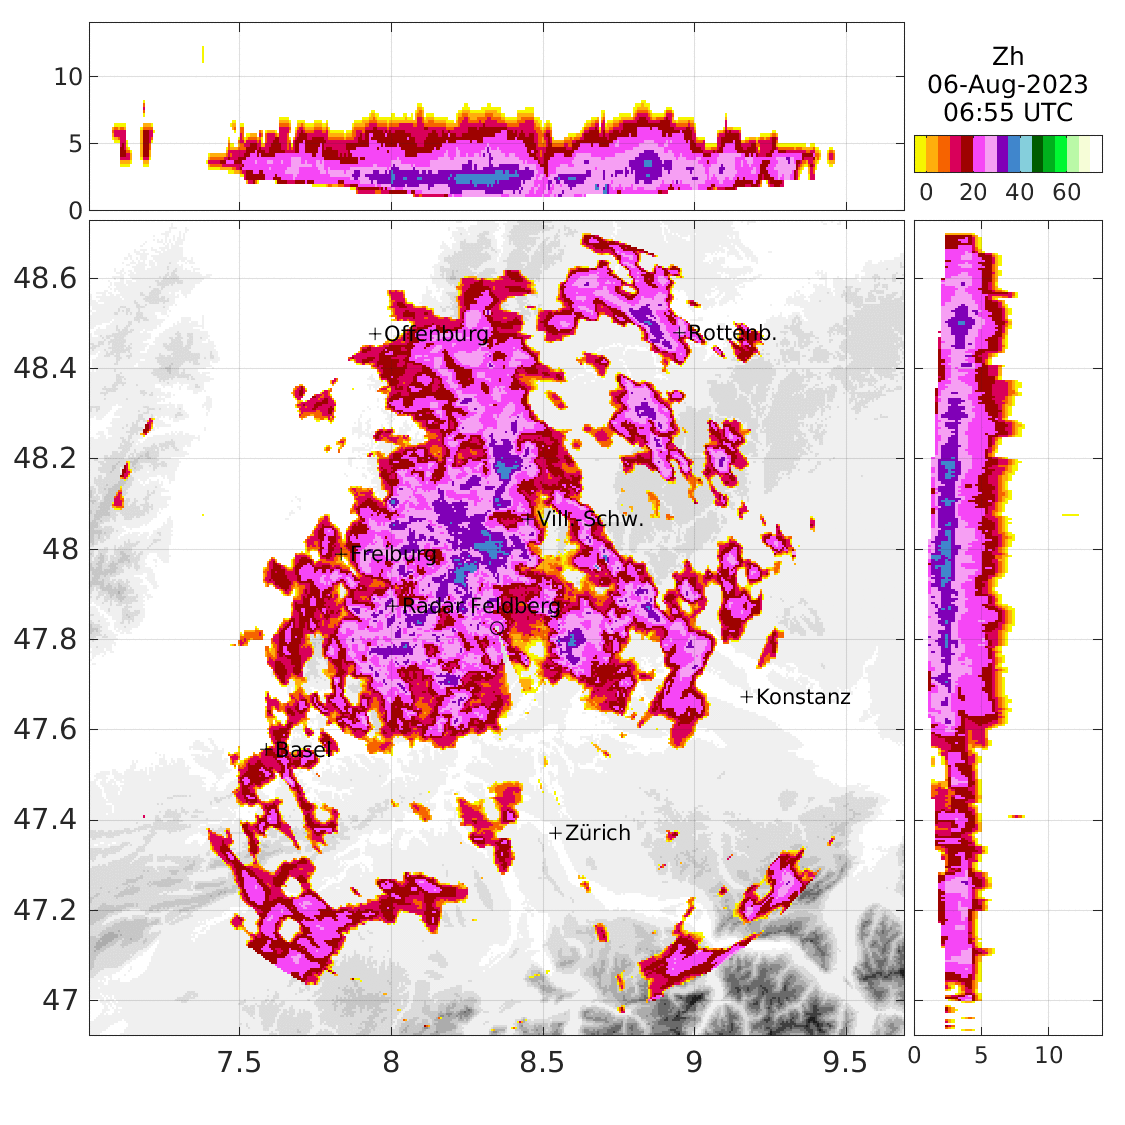 10
5
0
Zh
06-Aug-2023
06:55 UTC
0 20 40 60
48.6
48.4
48.2
48
47.8
47.6
47.4
47.2
47
+Offenburg
+Rottenb.
+Vill.-Schw.
+Freiburg
+Radar Feldberg
+Konstanz
+Basel
+Zürich
7.5 8 8.5 9 9.5
0 5 10